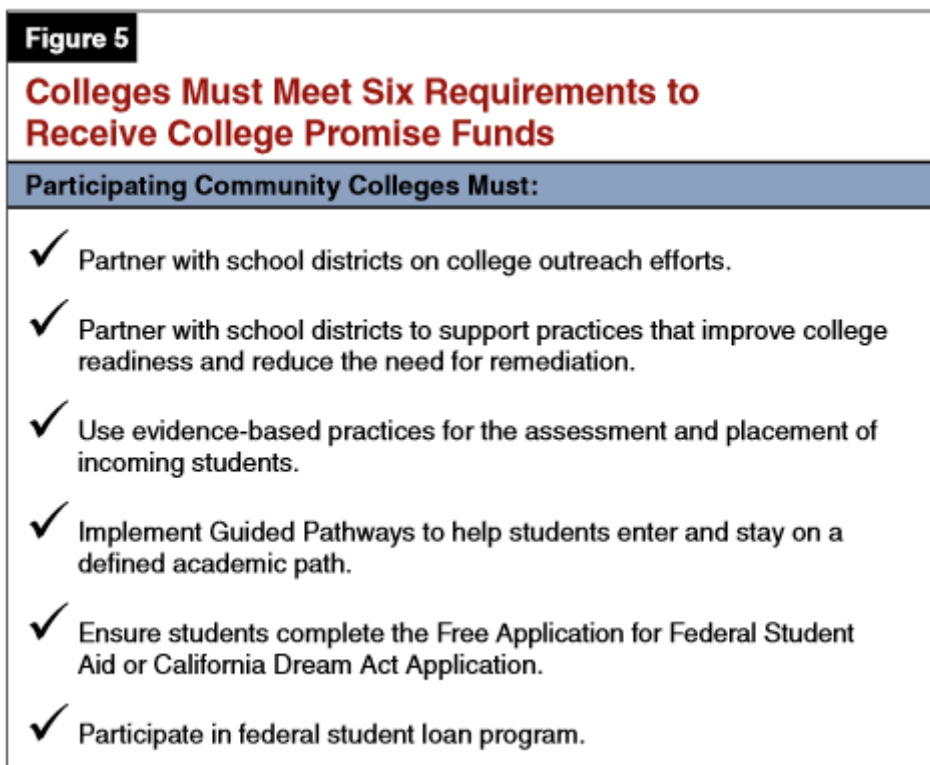 Figure 5
Colleges Must Meet Six Requirements to
Receive College Promise Funds
Participating Community Colleges Must:
Partner with school districts on college outreach efforts.
Partner with school districts to support practices that improve college
readiness and reduce the need for remediation.
Use evidence-based practices for the assessment and placement of
incoming students.
Implement Guided Pathways to help students enter and stay on a
defined academic path.
Ensure students complete the Free Application for Federal Student
Aid or California Dream Act Application.
Participate in federal student loan program.